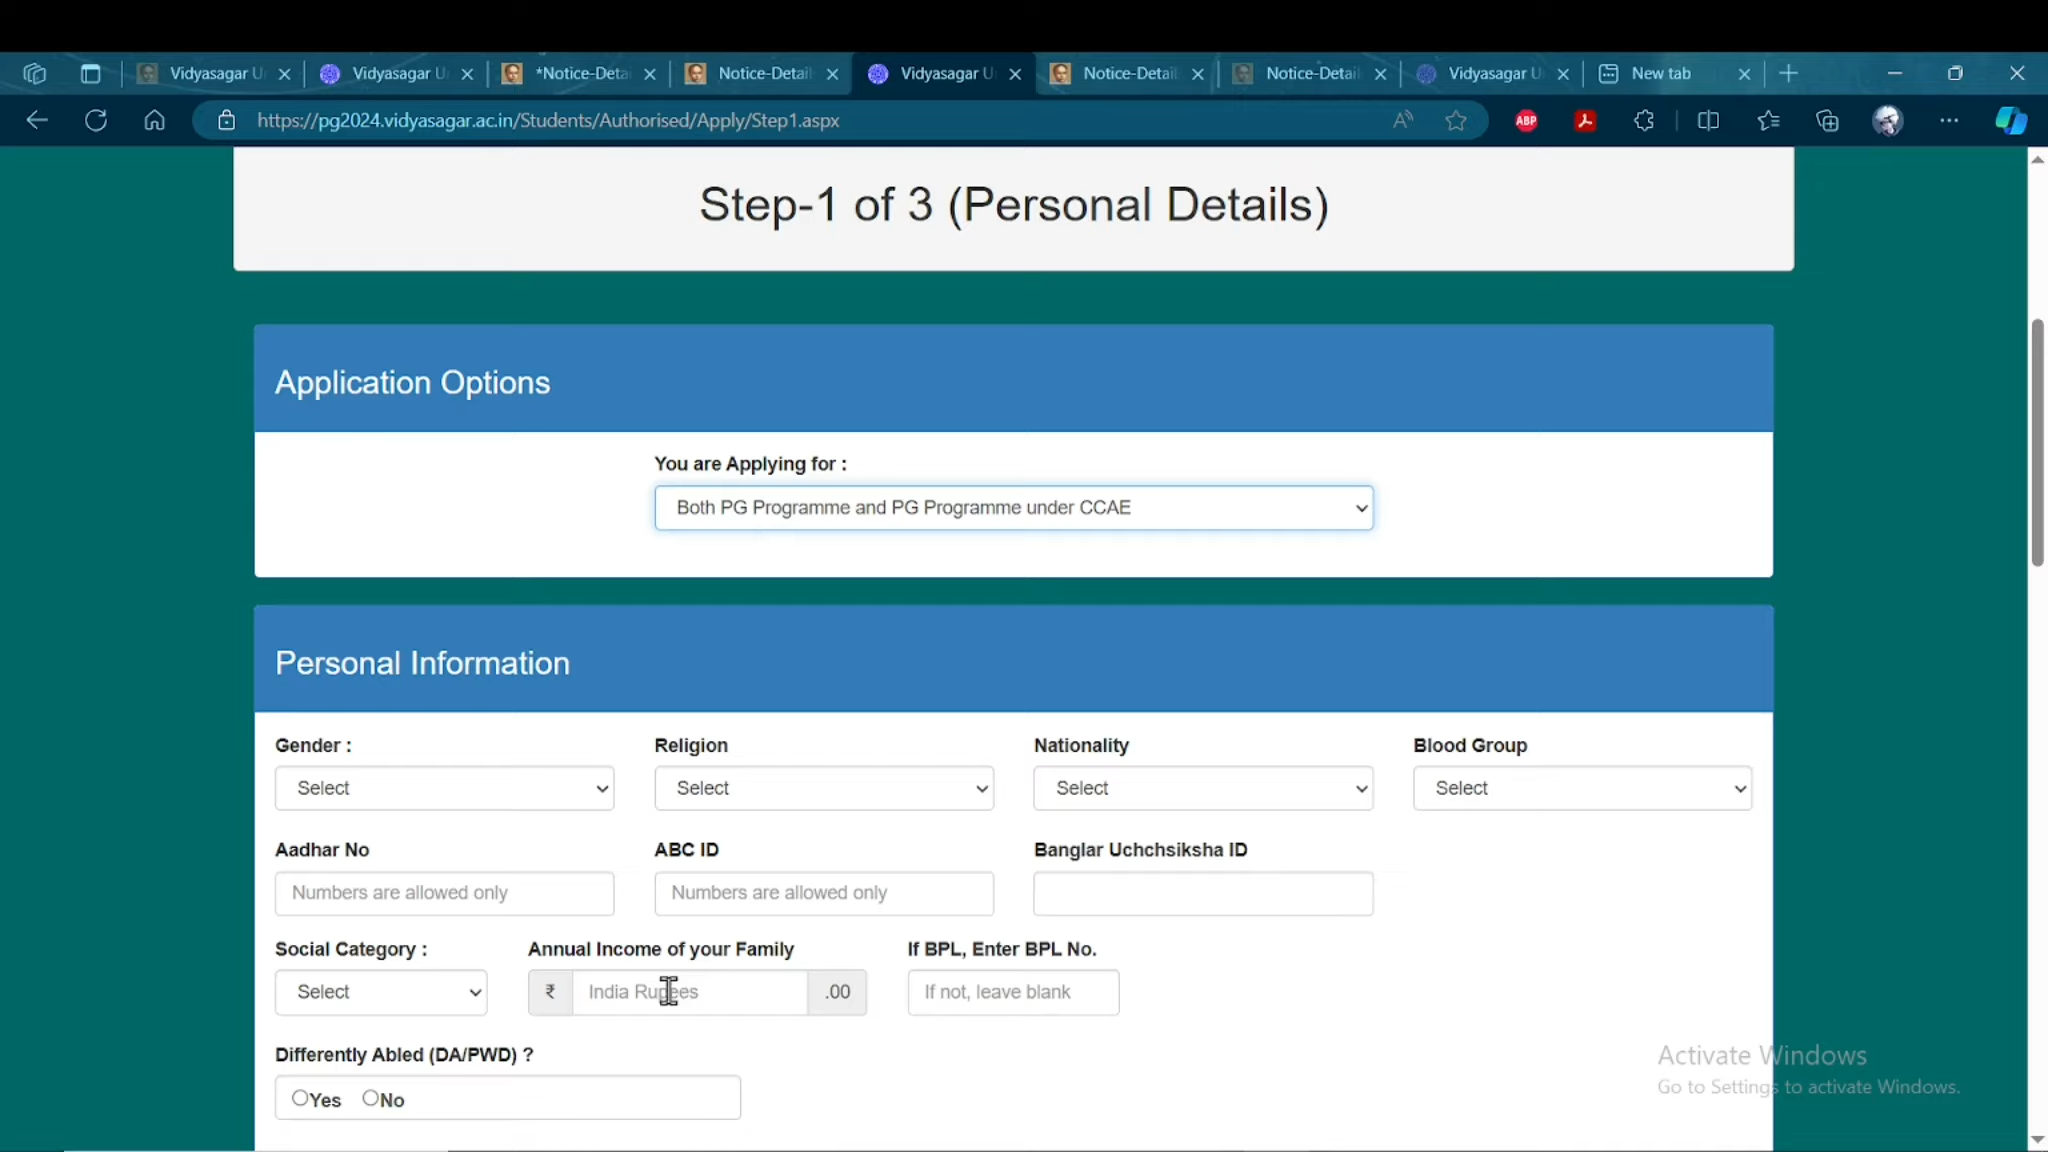 Vidyasagar U
Vidyasagar U
*Notice-Deta
Notice-Detail
Vidyasagar U
Notice-Detail
Notice-Detail
Vidyasagar U
New tab
https://pg2024.vidyasagar.ac.in/Students/Authorised/Apply/Step1.aspx
ABP
Step-1 of 3 (Personal Details)
Application Options
You are Applying for :
Both PG Programme and PG Programme under CCAE
Personal Information
Gender : Religion Nationality Blood Group
Select Select Select Select
Aadhar No ABC ID Banglar Uchchsiksha ID
Numbers are allowed only Numbers are allowed only
Social Category : Annual Income of your Family If BPL, Enter BPL No.
Select ₹ India Rupees .00 If not, leave blank
Differently Abled (DA/PWD) ?
Yes No
Activate Windows
Go to Settings to activate Windows.